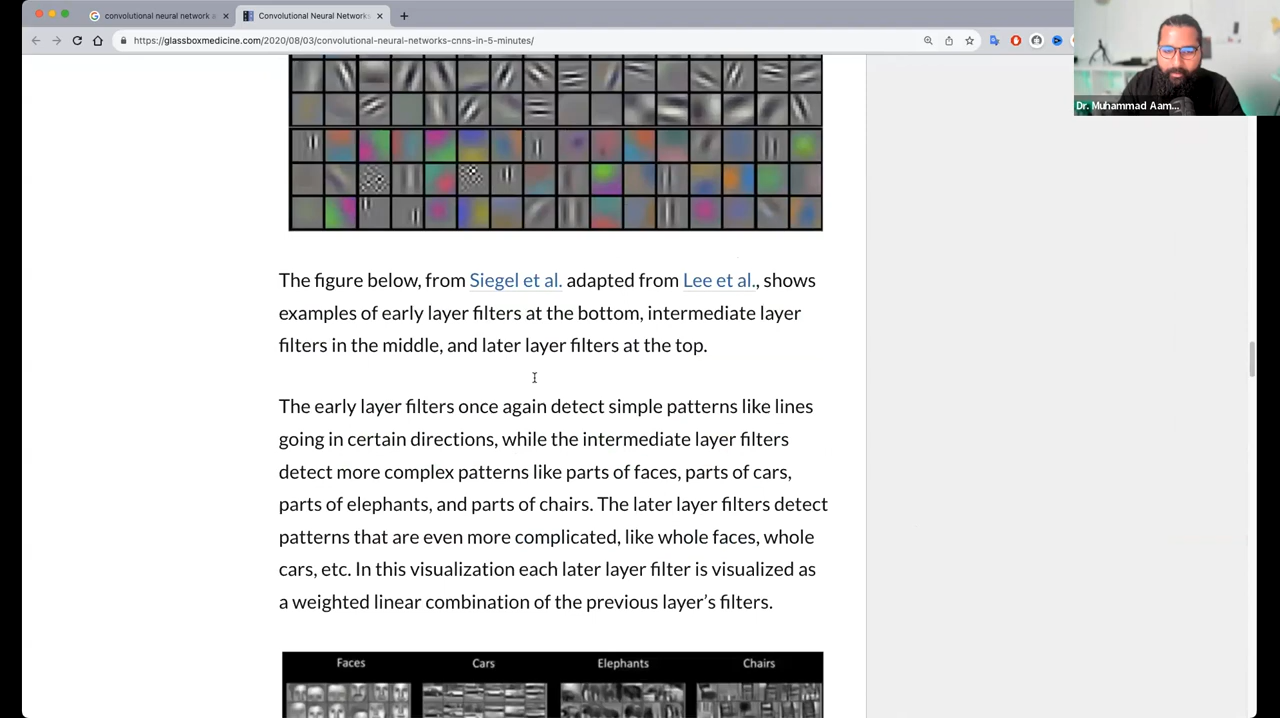 convolutional neural network a
Convolutional Neural Networks
https://glassboxmedicine.com/2020/08/03/convolutional-neural-networks-cnns-in-5-minutes/
Dr. Muhammad Aam...
The figure below, from Siegel et al. adapted from Lee et al., shows
examples of early layer filters at the bottom, intermediate layer
filters in the middle, and later layer filters at the top.
The early layer filters once again detect simple patterns like lines
going in certain directions, while the intermediate layer filters
detect more complex patterns like parts of faces, parts of cars,
parts of elephants, and parts of chairs. The later layer filters detect
patterns that are even more complicated, like whole faces, whole
cars, etc. In this visualization each later layer filter is visualized as
a weighted linear combination of the previous layer’s filters.
Faces Cars Elephants Chairs